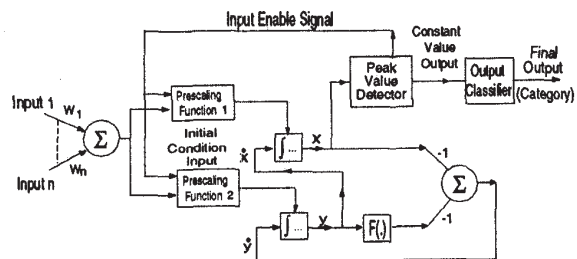 Input Enable Signal
Constant
Value
Output
Final
Output
(Category)
Peak
Value
Detector
Output
Classifier
Input 1
W1
Σ
Input n
Wn
Prescaling
Function 1
Initial
Condition
Input
Prescaling
Function 2
ẋ
∫ ...
x
-1
Σ
-1
ẏ
∫ ...
y
F(.)